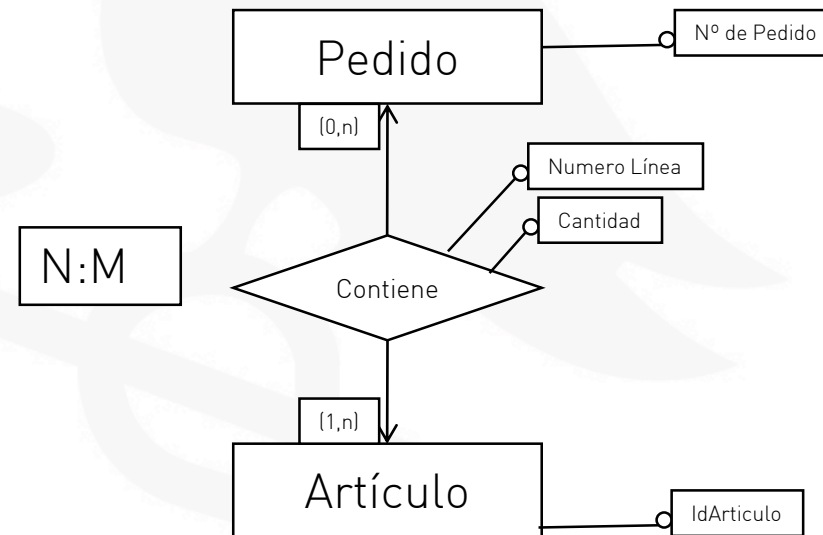 Pedido
Nº de Pedido
(0,n)
Numero Línea
Cantidad
N:M
Contiene
(1,n)
Artículo
IdArticulo